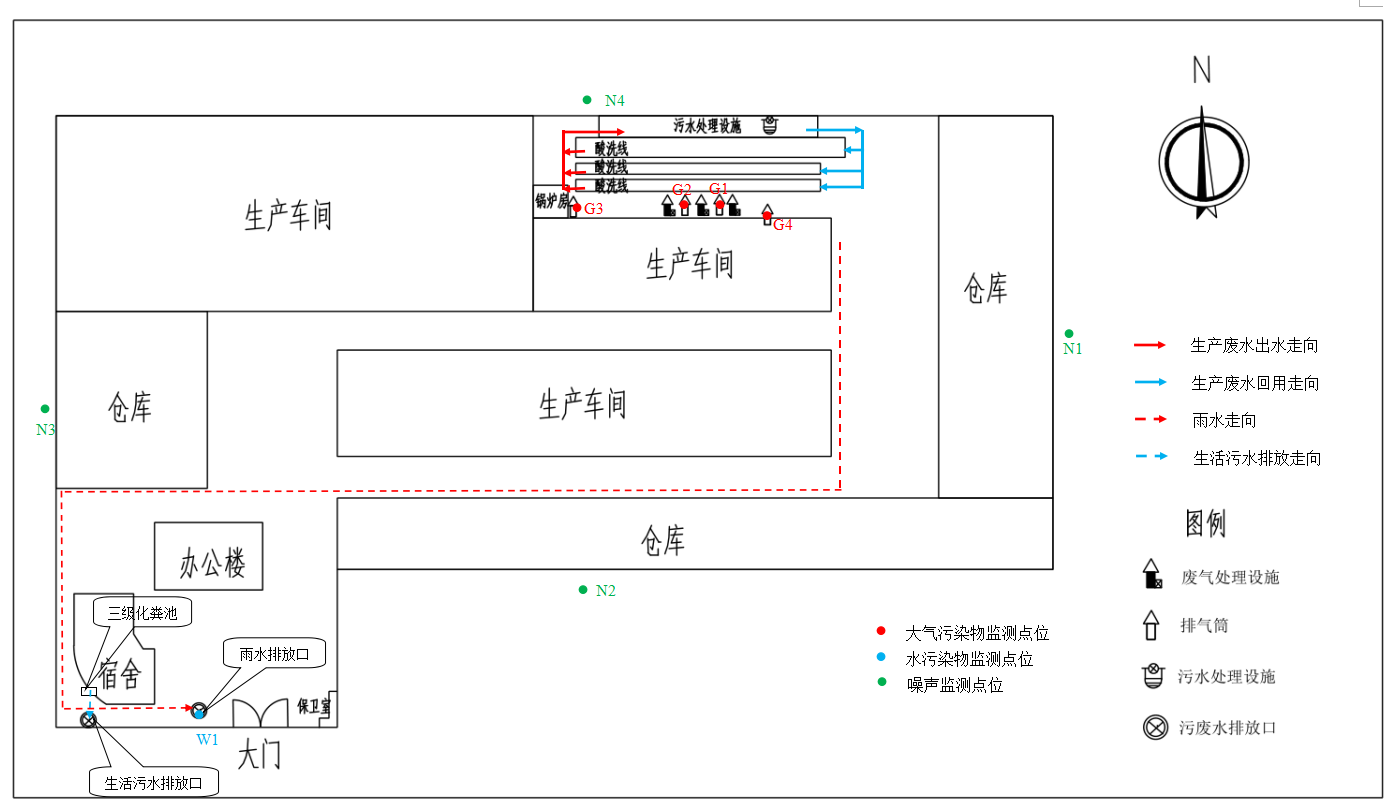 N
N4
污水处理设施
酸洗线
酸洗线
酸洗线
锅炉房
G3
G2
G1
G4
生产车间
生产车间
仓库
N1
生产废水出水走向
生产废水回用走向
雨水走向
生活污水排放走向
仓库
N3
生产车间
仓库
图例
废气处理设施
排气筒
污水处理设施
污废水排放口
办公楼
N2
三级化粪池
宿舍
雨水排放口
保卫室
W1
大门
生活污水排放口
大气污染物监测点位
水污染物监测点位
噪声监测点位